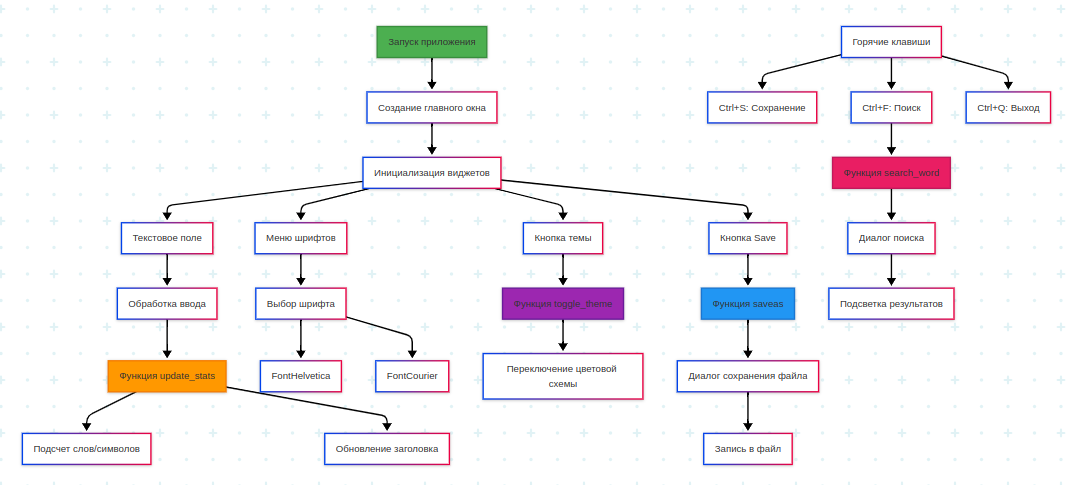 Запуск приложения
Горячие клавиши
Создание главного окна
Ctrl+S: Сохранение
Ctrl+F: Поиск
Ctrl+Q: Выход
Инициализация виджетов
Функция search_word
Текстовое поле
Меню шрифтов
Кнопка темы
Кнопка Save
Диалог поиска
Обработка ввода
Выбор шрифта
Функция toggle_theme
Функция saveas
Подсветка результатов
Функция update_stats
FontHelvetica
FontCourier
Переключение цветовой
схемы
Диалог сохранения файла
Подсчет слов/символов
Обновление заголовка
Запись в файл